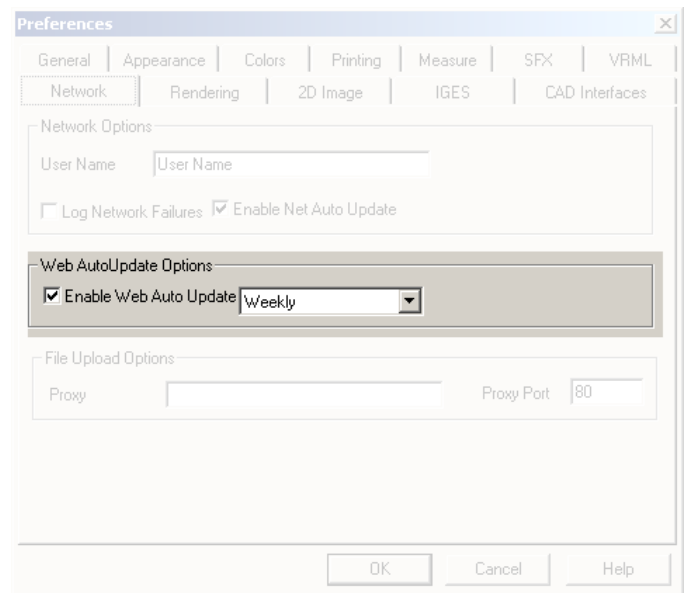 Preferences
General Appearance Colors Printing Measure SFX VRML
Network Rendering 2D Image IGES CAD Interfaces
Network Options
User Name User Name
Log Network Failures Enable Net Auto Update
Web AutoUpdate Options
Enable Web Auto Update Weekly
File Upload Options
Proxy Proxy Port 80
OK Cancel Help